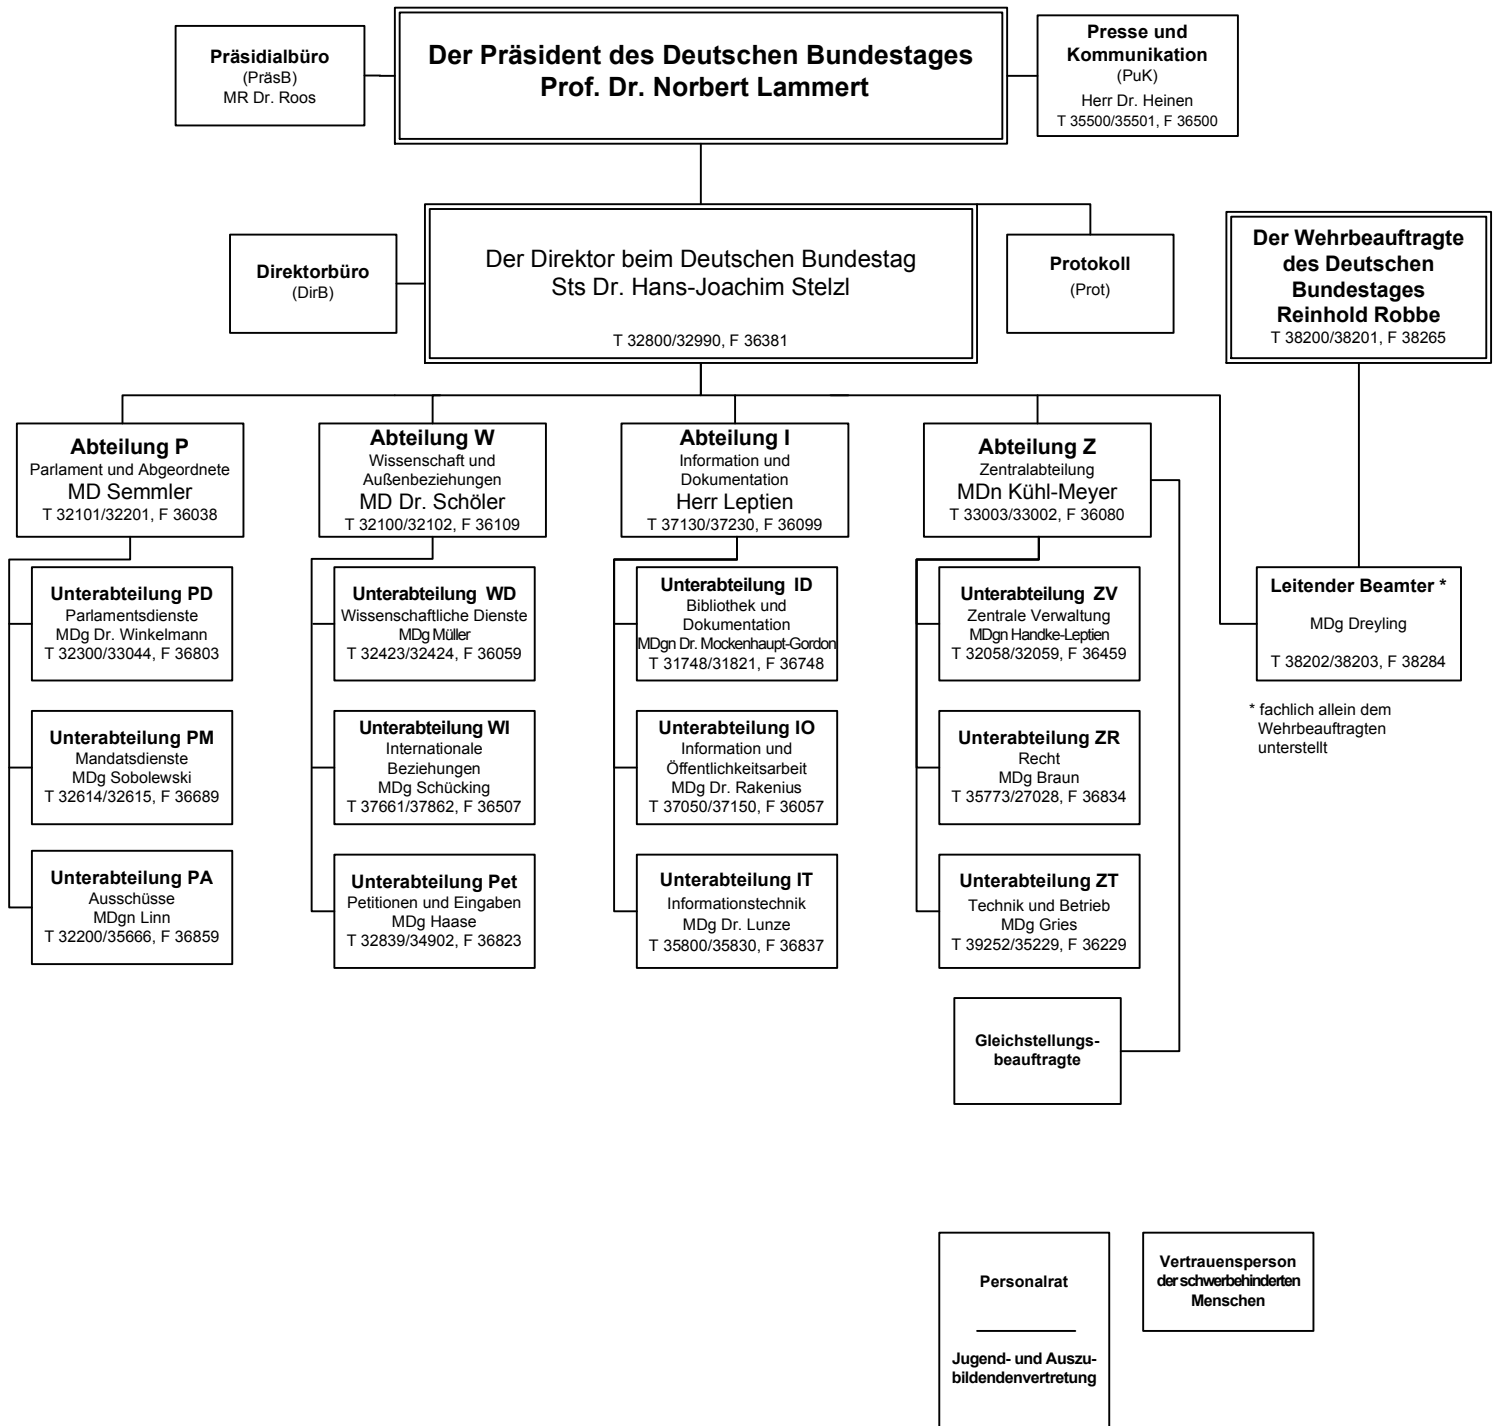 Präsidialbüro
(PräsB)
MR Dr. Roos
Der Präsident des Deutschen Bundestages
Prof. Dr. Norbert Lammert
Presse und
Kommunikation
(PuK)
Herr Dr. Heinen
T 35500/35501, F 36500
Direktorbüro
(DirB)
Der Direktor beim Deutschen Bundestag
Sts Dr. Hans-Joachim Stelzl
T 32800/32990, F 36381
Protokoll
(Prot)
Der Wehrbeauftragte
des Deutschen
Bundestages
Reinhold Robbe
T 38200/38201, F 38265
Abteilung P
Parlament und Abgeordnete
MD Semmler
T 32101/32201, F 36038
Abteilung W
Wissenschaft und
Außenbeziehungen
MD Dr. Schöler
T 32100/32102, F 36109
Abteilung I
Information und
Dokumentation
Herr Leptien
T 37130/37230, F 36099
Abteilung Z
Zentralabteilung
MDn Kühl-Meyer
T 33003/33002, F 36080
Unterabteilung PD
Parlamentsdienste
MDg Dr. Winkelmann
T 32300/33044, F 36803
Unterabteilung WD
Wissenschaftliche Dienste
MDg Müller
T 32423/32424, F 36059
Unterabteilung ID
Bibliothek und
Dokumentation
MDgn Dr. Mockenhaupt-Gordon
T 31748/31821, F 36748
Unterabteilung ZV
Zentrale Verwaltung
MDgn Handke-Leptien
T 32058/32059, F 36459
Leitender Beamter *
MDg Dreyling
T 38202/38203, F 38284
* fachlich allein dem
Wehrbeauftragten
unterstellt
Unterabteilung PM
Mandatsdienste
MDg Sobolewski
T 32614/32615, F 36689
Unterabteilung WI
Internationale
Beziehungen
MDg Schücking
T 37661/37862, F 36507
Unterabteilung IO
Information und
Öffentlichkeitsarbeit
MDg Dr. Rakenius
T 37050/37150, F 36057
Unterabteilung ZR
Recht
MDg Braun
T 35773/27028, F 36834
Unterabteilung PA
Ausschüsse
MDgn Linn
T 32200/35666, F 36859
Unterabteilung Pet
Petitionen und Eingaben
MDg Haase
T 32839/34902, F 36823
Unterabteilung IT
Informationstechnik
MDg Dr. Lunze
T 35800/35830, F 36837
Unterabteilung ZT
Technik und Betrieb
MDg Gries
T 39252/35229, F 36229
Gleichstellungs-
beauftragte
Personalrat
Jugend- und Auszu-
bildendenvertretung
Vertrauensperson
der schwerbehinderten
Menschen